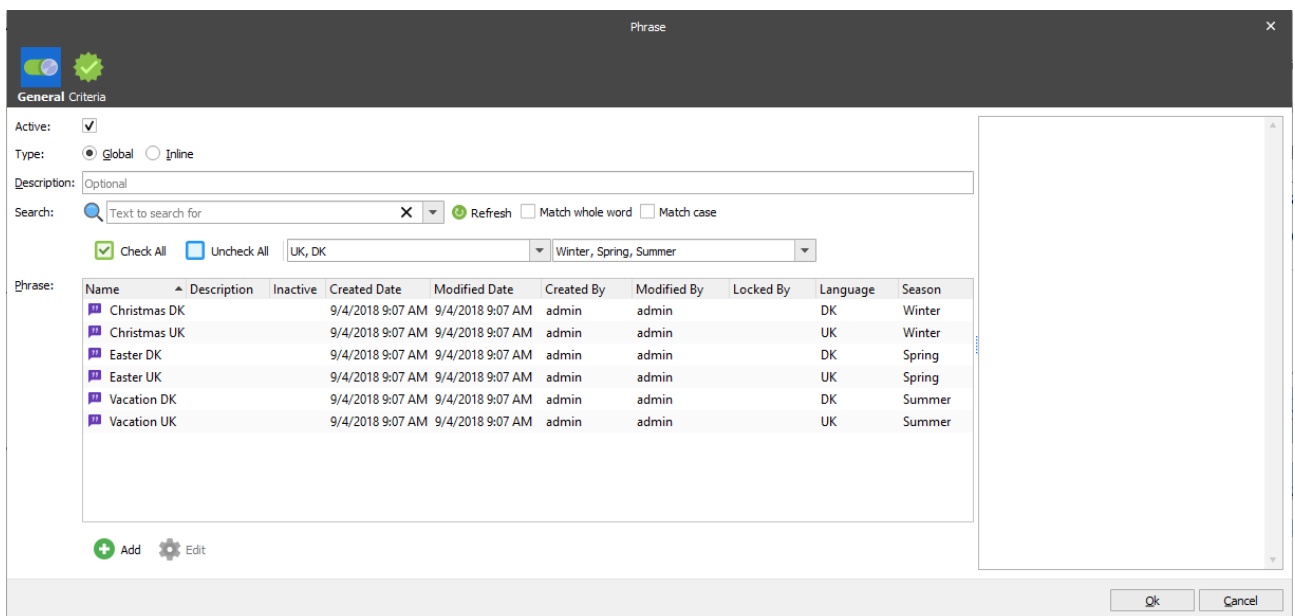 Phrase
General Criteria
Active:
Type: Global Inline
Description: Optional
Search: Text to search for Refresh Match whole word Match case
Check All Uncheck All UK, DK Winter, Spring, Summer
Phrase: Name Description Inactive Created Date Modified Date Created By Modified By Locked By Language Season
Christmas DK 9/4/2018 9:07 AM 9/4/2018 9:07 AM admin admin DK Winter
Christmas UK 9/4/2018 9:07 AM 9/4/2018 9:07 AM admin admin UK Winter
Easter DK 9/4/2018 9:07 AM 9/4/2018 9:07 AM admin admin DK Spring
Easter UK 9/4/2018 9:07 AM 9/4/2018 9:07 AM admin admin UK Spring
Vacation DK 9/4/2018 9:07 AM 9/4/2018 9:07 AM admin admin DK Summer
Vacation UK 9/4/2018 9:07 AM 9/4/2018 9:07 AM admin admin UK Summer
Add Edit
Ok Cancel